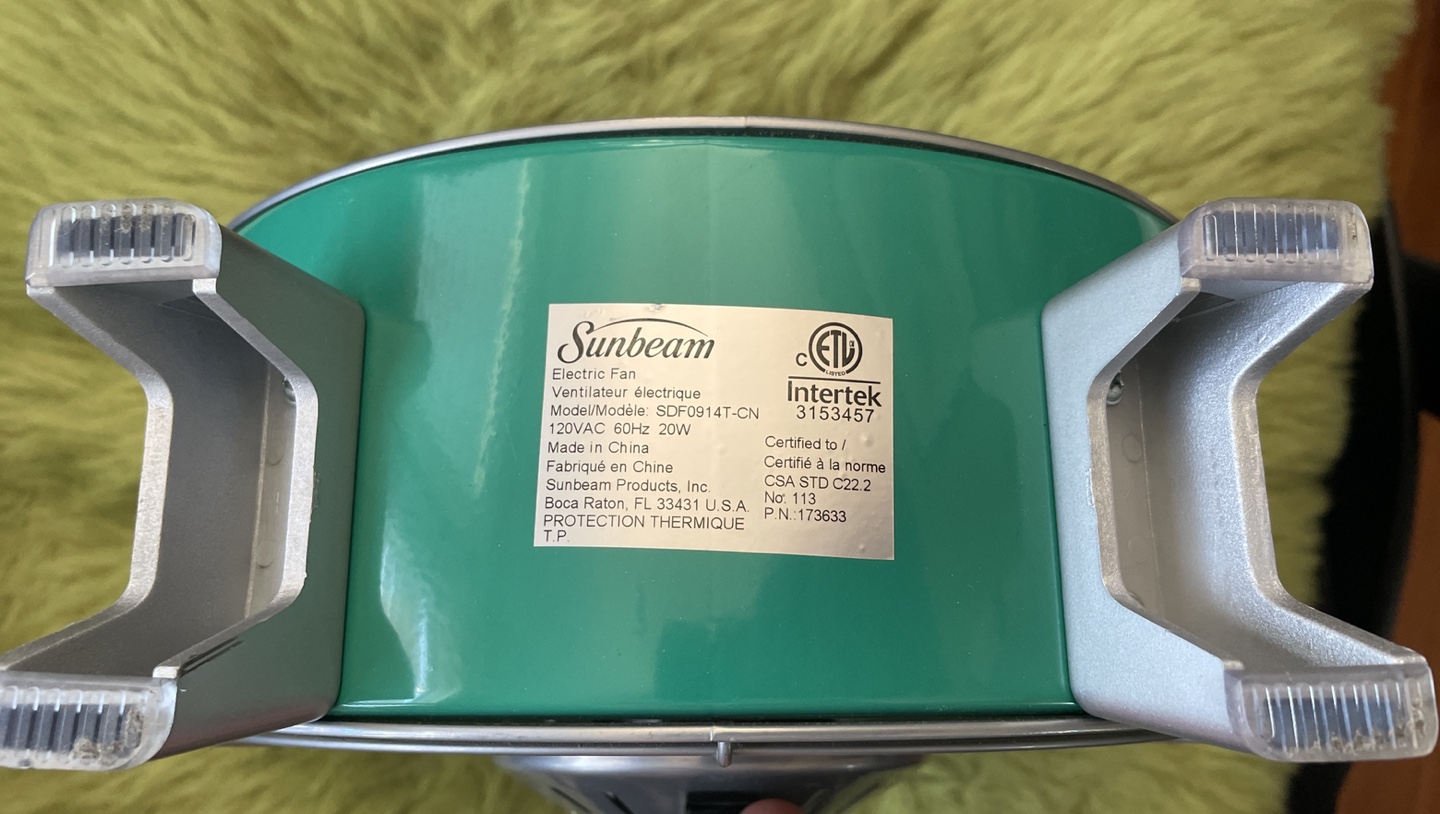 Sunbeam
Electric Fan
Ventilateur électrique
Model/Modèle: SDF0914T-CN
120VAC 60Hz 20W
Made in China
Fabriqué en Chine
Sunbeam Products, Inc.
Boca Raton, FL 33431 U.S.A.
PROTECTION THERMIQUE
T.P.
C ETL
LISTED
Intertek
3153457
Certified to /
Certifié à la norme
CSA STD C22.2
No. 113
P.N.:173633